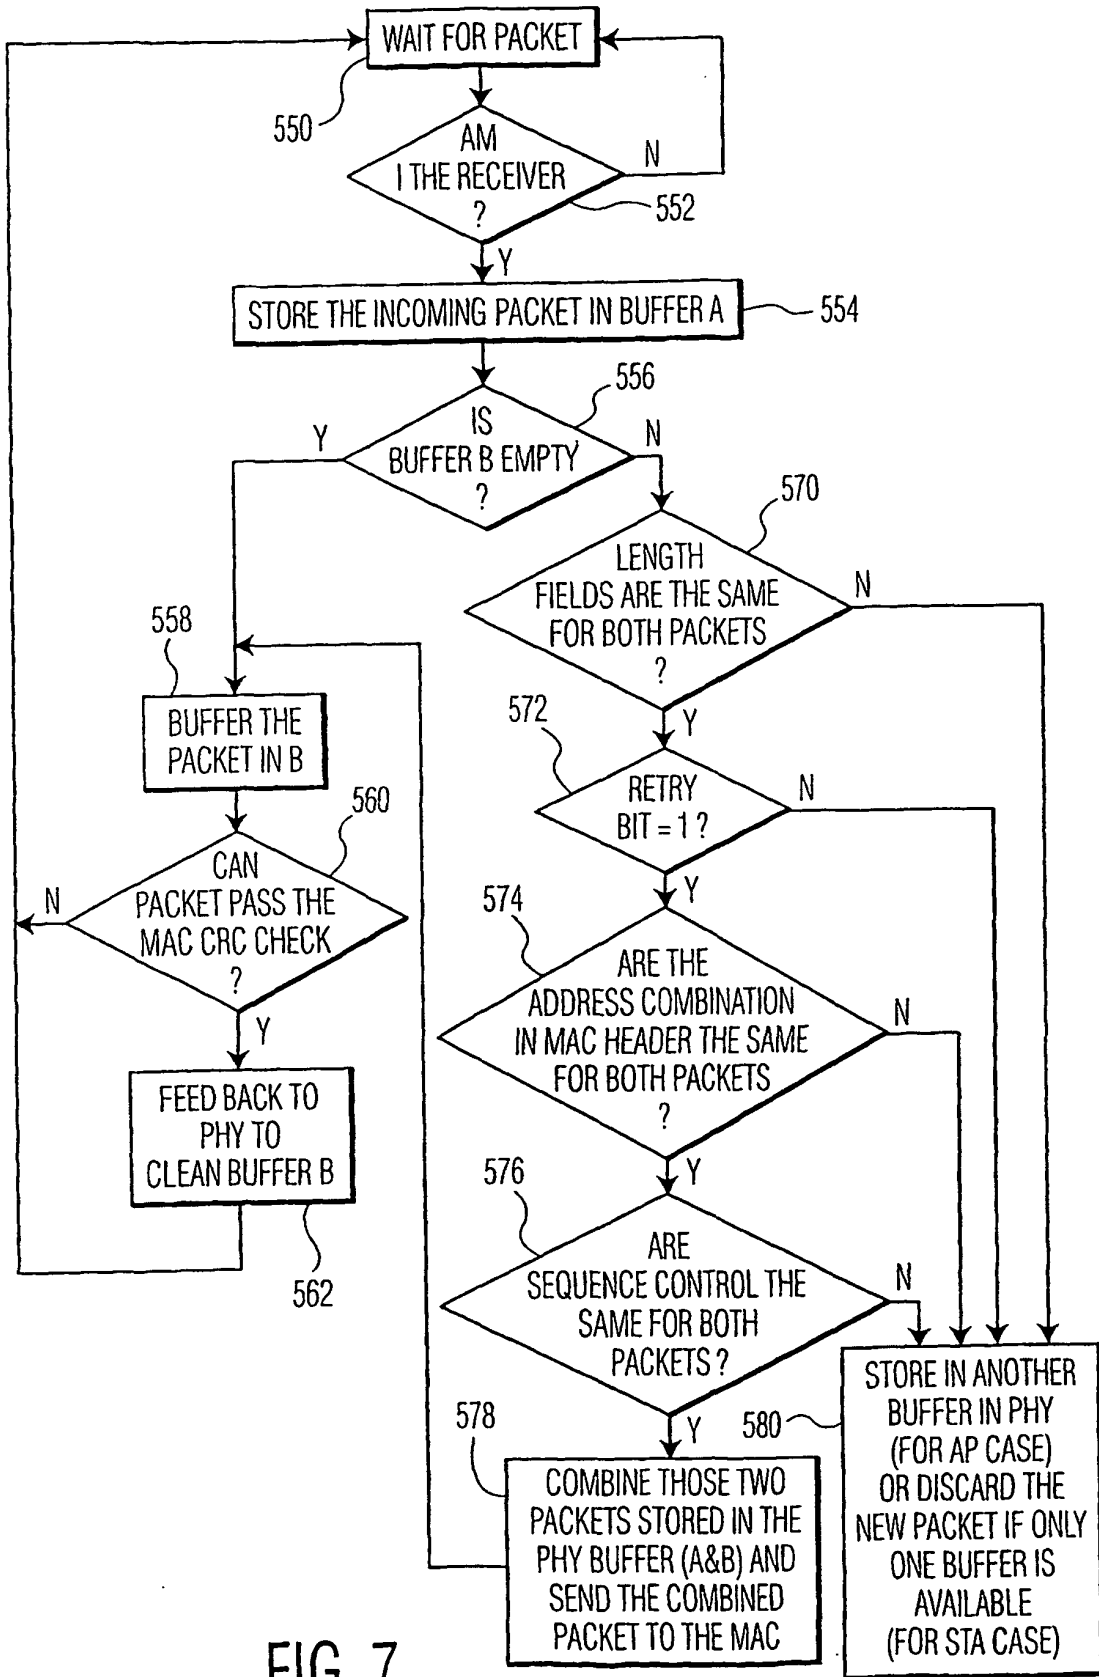 WAIT FOR PACKET
550
AM
I THE RECEIVER
?
N
552
Y
STORE THE INCOMING PACKET IN BUFFER A
554
556
IS
BUFFER B EMPTY
?
Y
N
570
LENGTH
FIELDS ARE THE SAME
FOR BOTH PACKETS
?
N
Y
558
BUFFER THE
PACKET IN B
572
RETRY
BIT = 1 ?
N
Y
560
CAN
PACKET PASS THE
MAC CRC CHECK
?
N
Y
574
ARE THE
ADDRESS COMBINATION
IN MAC HEADER THE SAME
FOR BOTH PACKETS
?
N
Y
FEED BACK TO
PHY TO
CLEAN BUFFER B
562
576
ARE
SEQUENCE CONTROL THE
SAME FOR BOTH
PACKETS ?
N
Y
578
COMBINE THOSE TWO
PACKETS STORED IN THE
PHY BUFFER (A&B) AND
SEND THE COMBINED
PACKET TO THE MAC
580
STORE IN ANOTHER
BUFFER IN PHY
(FOR AP CASE)
OR DISCARD THE
NEW PACKET IF ONLY
ONE BUFFER IS
AVAILABLE
(FOR STA CASE)
FIG. 7